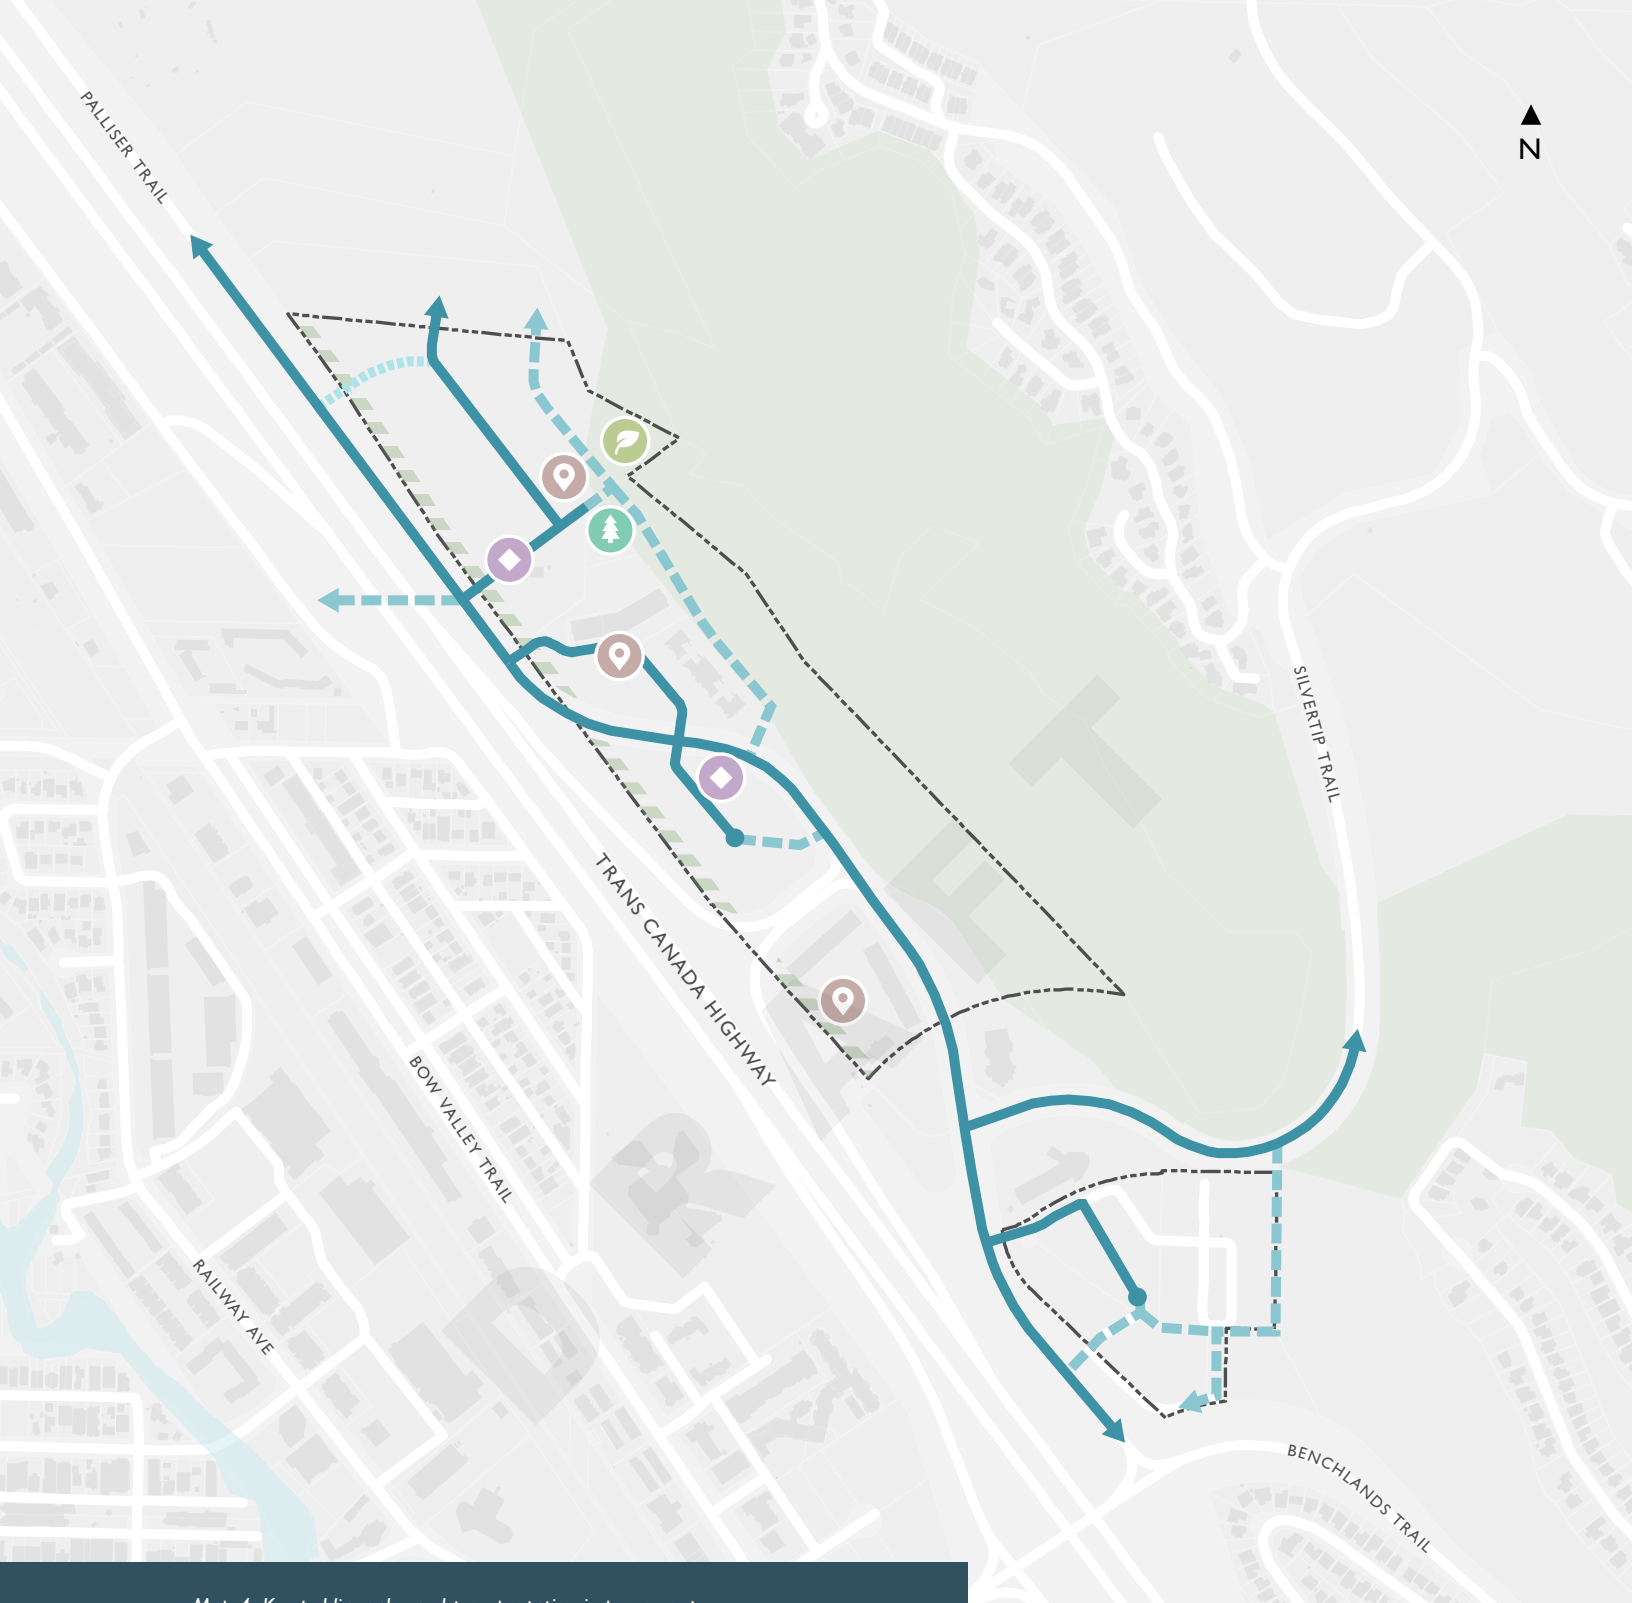 PALLISER TRAIL
N
SILVERTIP TRAIL
TRANS CANADA HIGHWAY
BOW VALLEY TRAIL
RAILWAY AVE
BENCHLANDS TRAIL